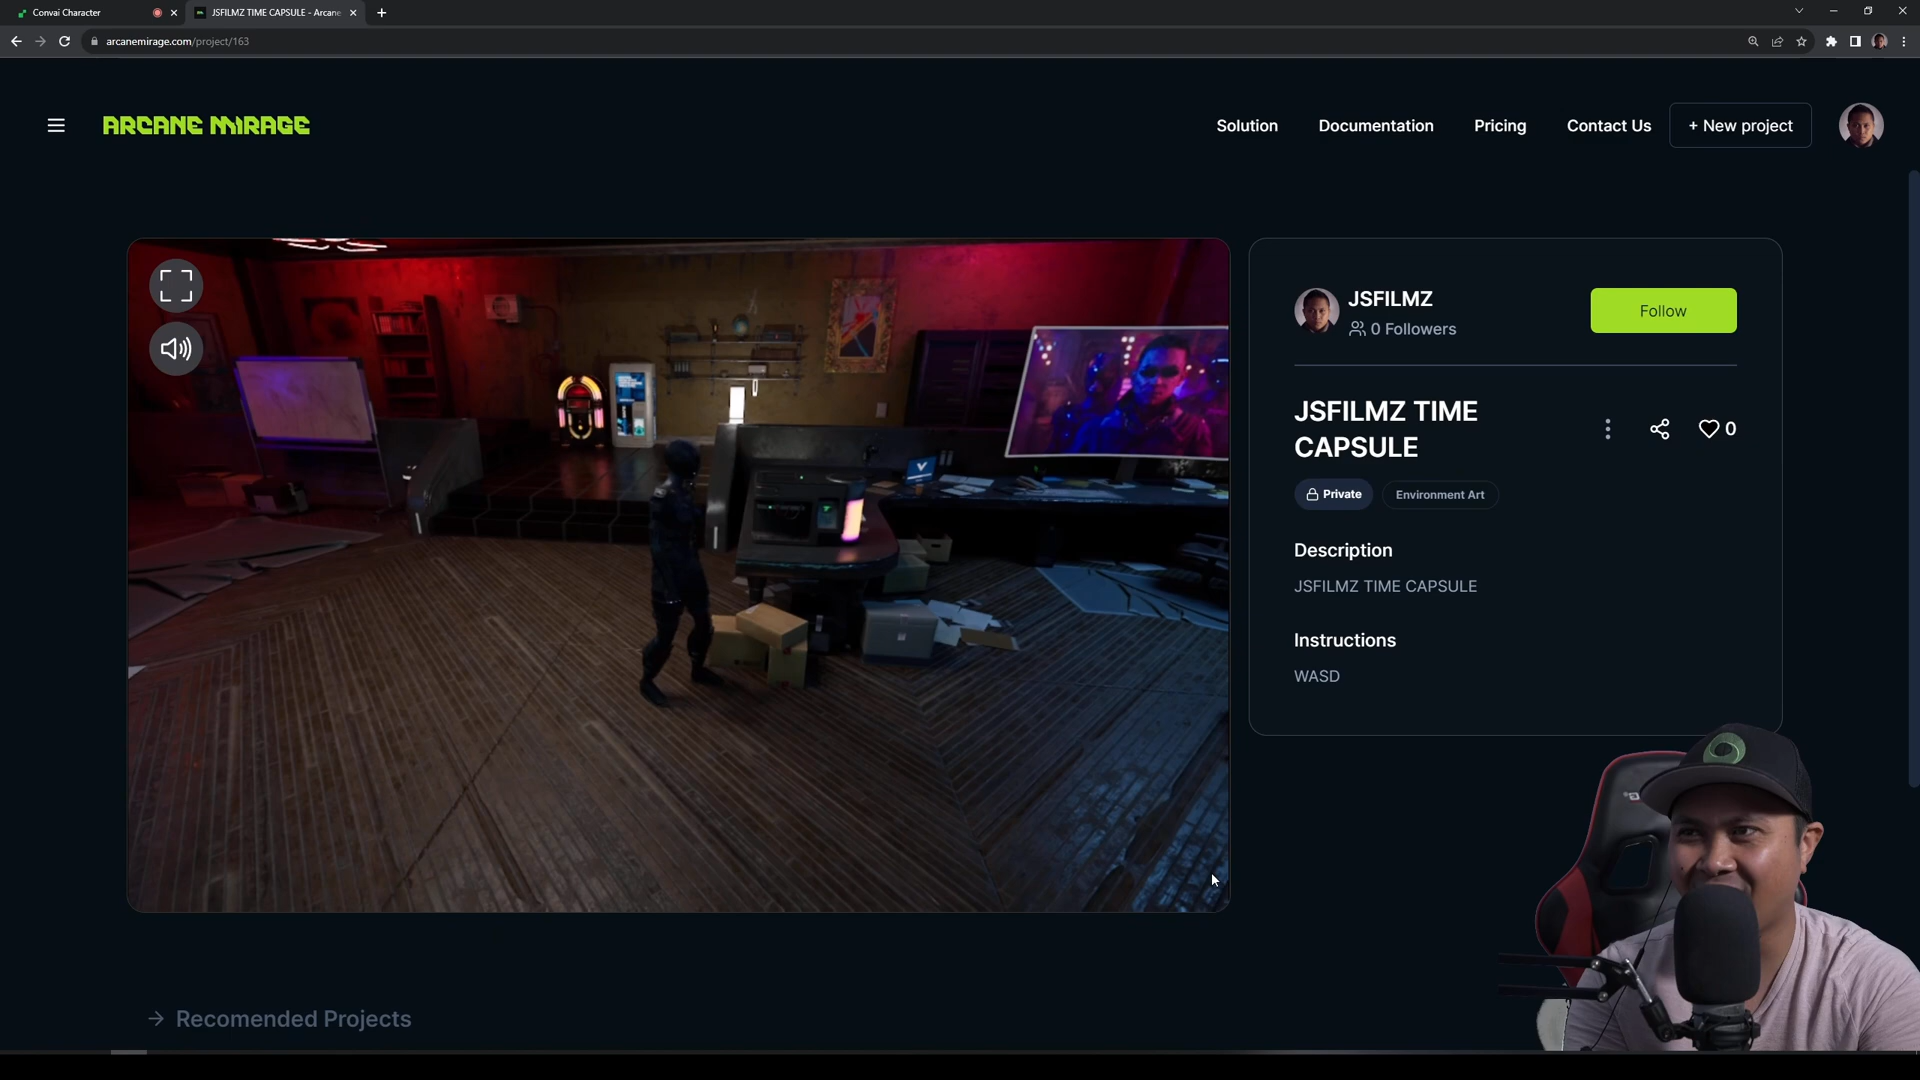 Convai Character
JSFILMZ TIME CAPSULE - Arcane
arcanemirage.com/project/163
ARCANE MIRAGE
Solution
Documentation
Pricing
Contact Us
+ New project
JSFILMZ
0 Followers
Follow
JSFILMZ TIME
CAPSULE
0
Private
Environment Art
Description
JSFILMZ TIME CAPSULE
Instructions
WASD
Recomended Projects